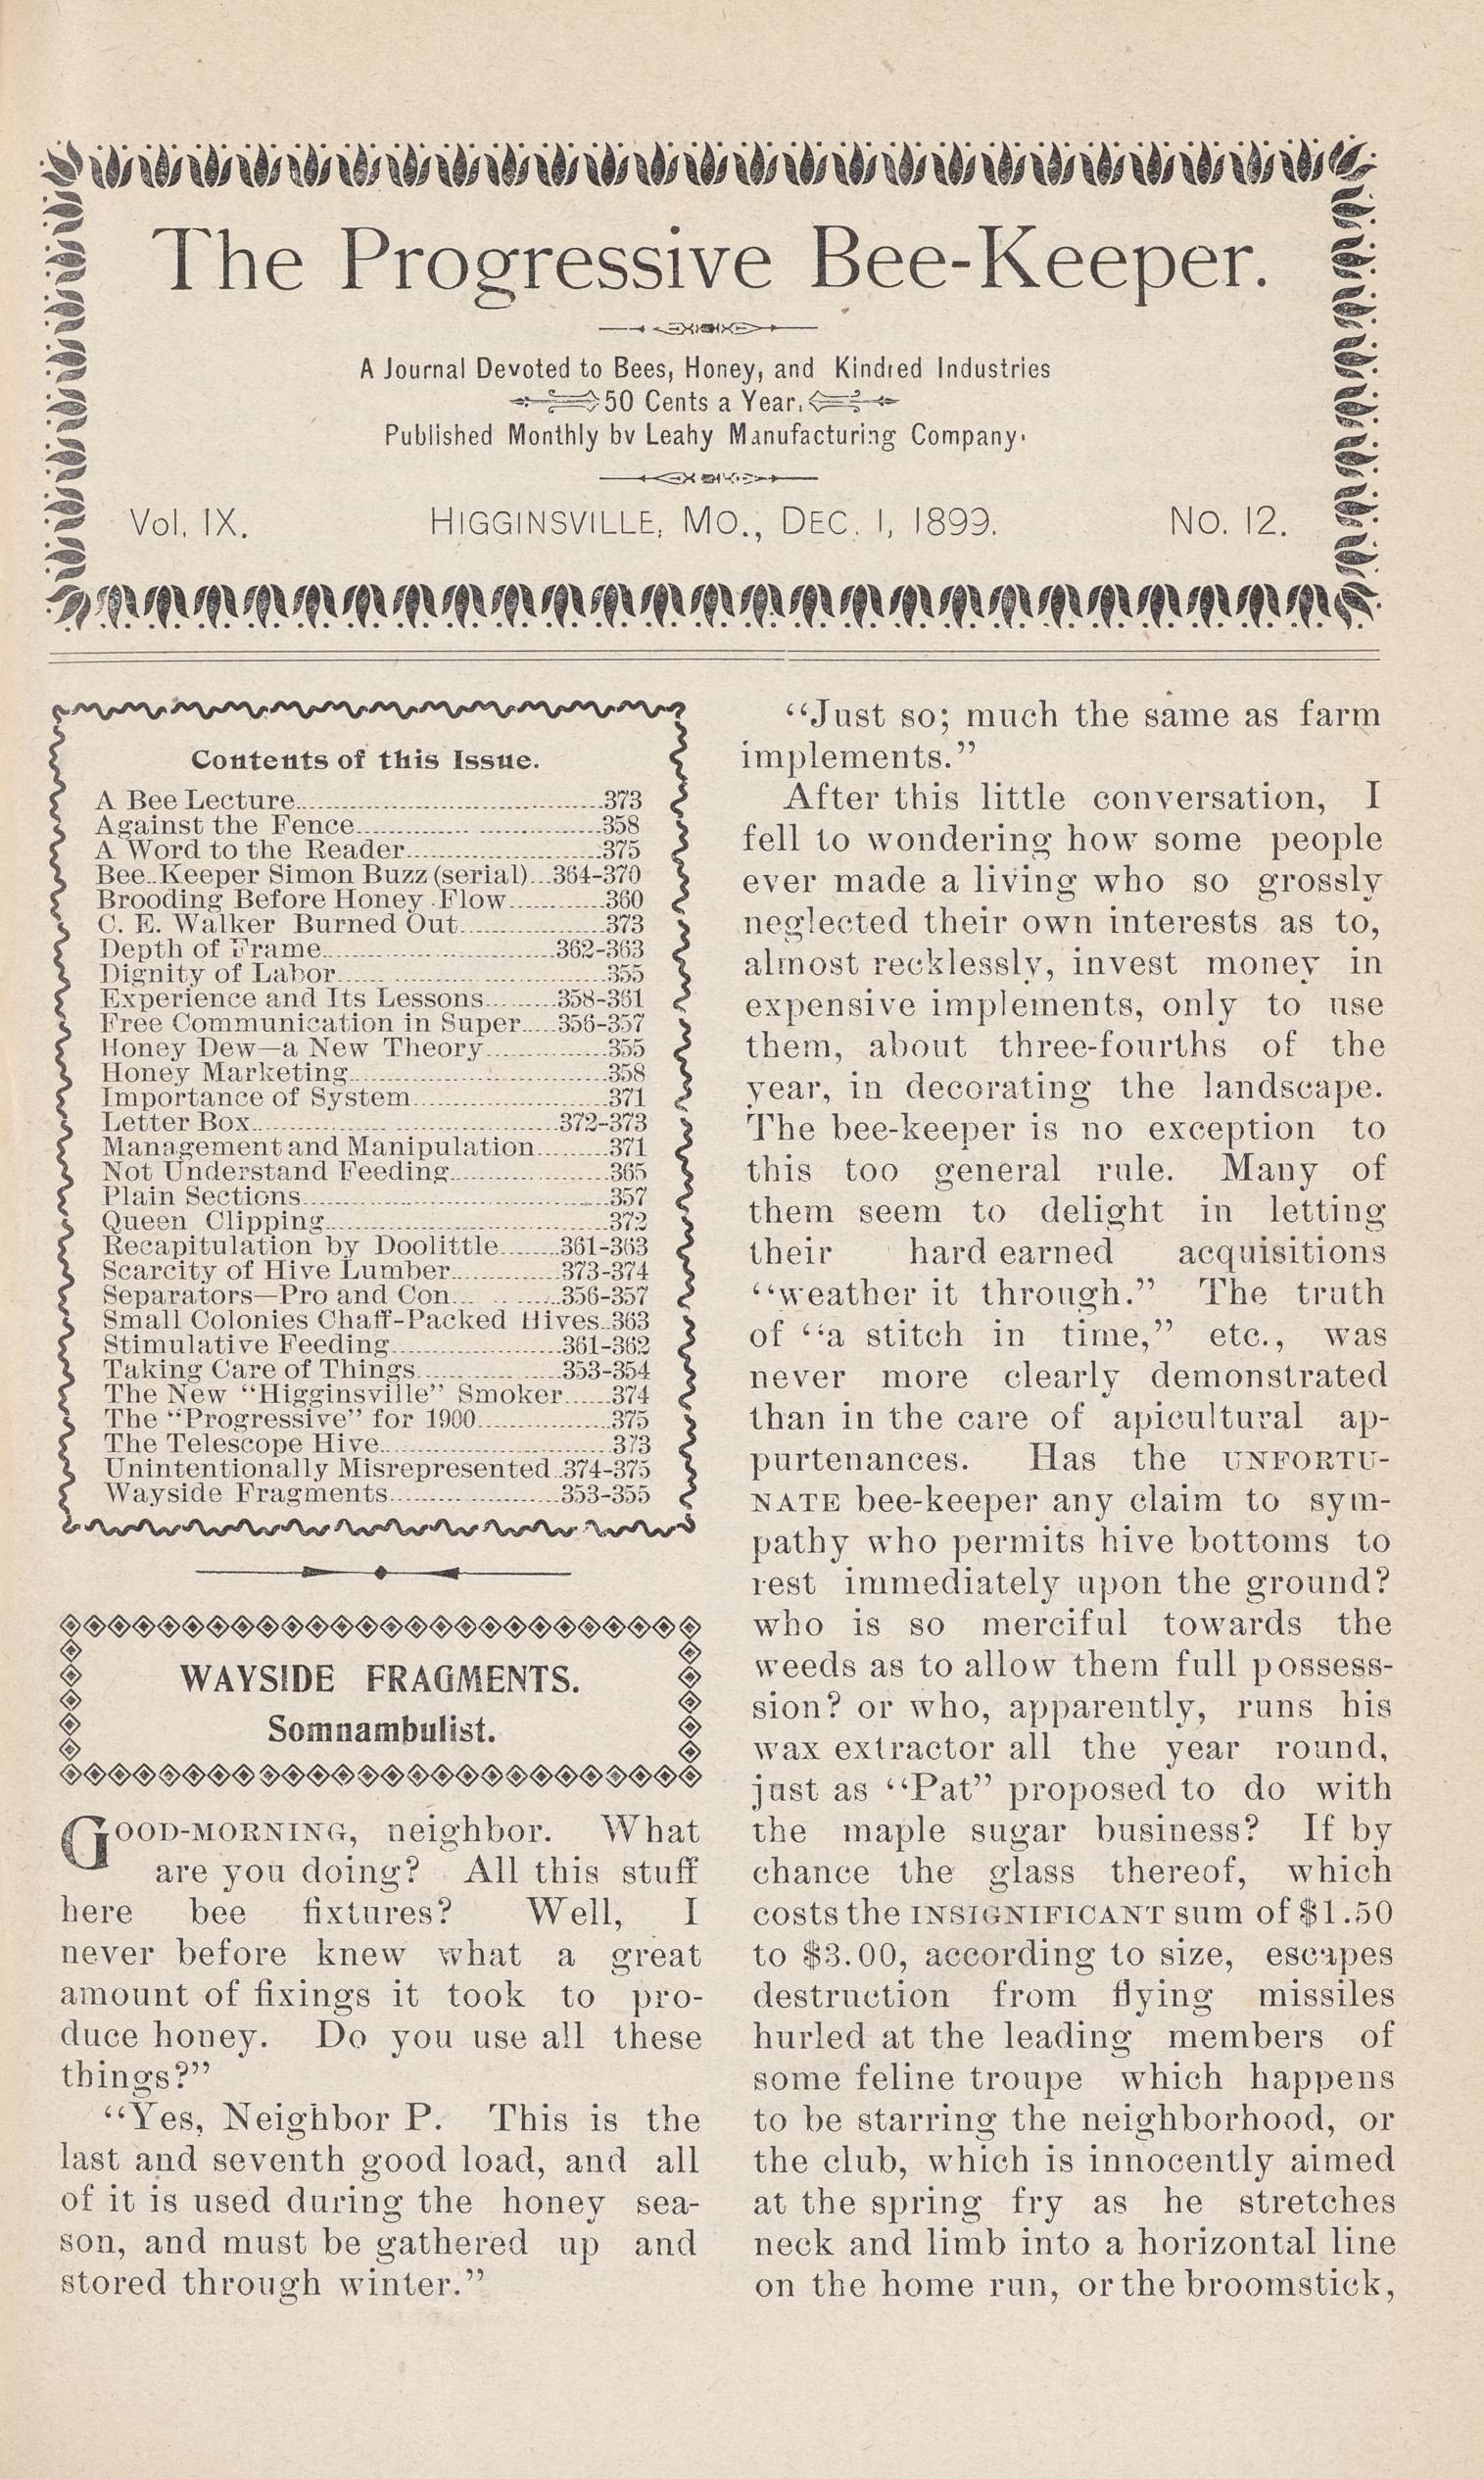 The Progressive Bee-Keeper.
A Journal Devoted to Bees, Honey, and Kindred Industries
50 Cents a Year,
Published Monthly by Leahy Manufacturing Company.
Vol. IX. HIGGINSVILLE, MO., DEC. 1, 1899. NO. 12.
Contents of this Issue.
A Bee Lecture 373
Against the Fence 358
A Word to the Reader 375
Bee..Keeper Simon Buzz (serial) 364-370
Brooding Before Honey Flow 360
C. E. Walker Burned Out 373
Depth of Frame 362-363
Dignity of Labor 355
Experience and Its Lessons 358-361
Free Communication in Super 356-357
Honey Dew—a New Theory 355
Honey Marketing 358
Importance of System 371
Letter Box 372-373
Management and Manipulation 371
Not Understand Feeding 365
Plain Sections 357
Queen Clipping 372
Recapitulation by Doolittle 361-363
Scarcity of Hive Lumber 373-374
Separators—Pro and Con 356-357
Small Colonies Chaff-Packed Hives 363
Stimulative Feeding 361-362
Taking Care of Things 353-354
The New "Higginsville" Smoker 374
The "Progressive" for 1900 375
The Telescope Hive 373
Unintentionally Misrepresented 374-375
Wayside Fragments 353-355
WAYSIDE FRAGMENTS.
Somnambulist.
GOOD-MORNING, neighbor. What
are you doing? All this stuff
here bee fixtures? Well, I
never before knew what a great
amount of fixings it took to pro-
duce honey. Do you use all these
things?"
"Yes, Neighbor P. This is the
last and seventh good load, and all
of it is used during the honey sea-
son, and must be gathered up and
stored through winter."
"Just so; much the same as farm
implements."
After this little conversation, I
fell to wondering how some people
ever made a living who so grossly
neglected their own interests as to,
almost recklessly, invest money in
expensive implements, only to use
them, about three-fourths of the
year, in decorating the landscape.
The bee-keeper is no exception to
this too general rule. Many of
them seem to delight in letting
their hard earned acquisitions
"weather it through." The truth
of "a stitch in time," etc., was
never more clearly demonstrated
than in the care of apicultural ap-
purtenances. Has the UNFORTU-
NATE bee-keeper any claim to sym-
pathy who permits hive bottoms to
rest immediately upon the ground?
who is so merciful towards the
weeds as to allow them full possess-
sion? or who, apparently, runs his
wax extractor all the year round,
just as "Pat" proposed to do with
the maple sugar business? If by
chance the glass thereof, which
costs the INSIGNIFICANT sum of $1.50
to $3.00, according to size, escapes
destruction from flying missiles
hurled at the leading members of
some feline troupe which happens
to be starring the neighborhood, or
the club, which is innocently aimed
at the spring fry as he stretches
neck and limb into a horizontal line
on the home run, or the broomstick,